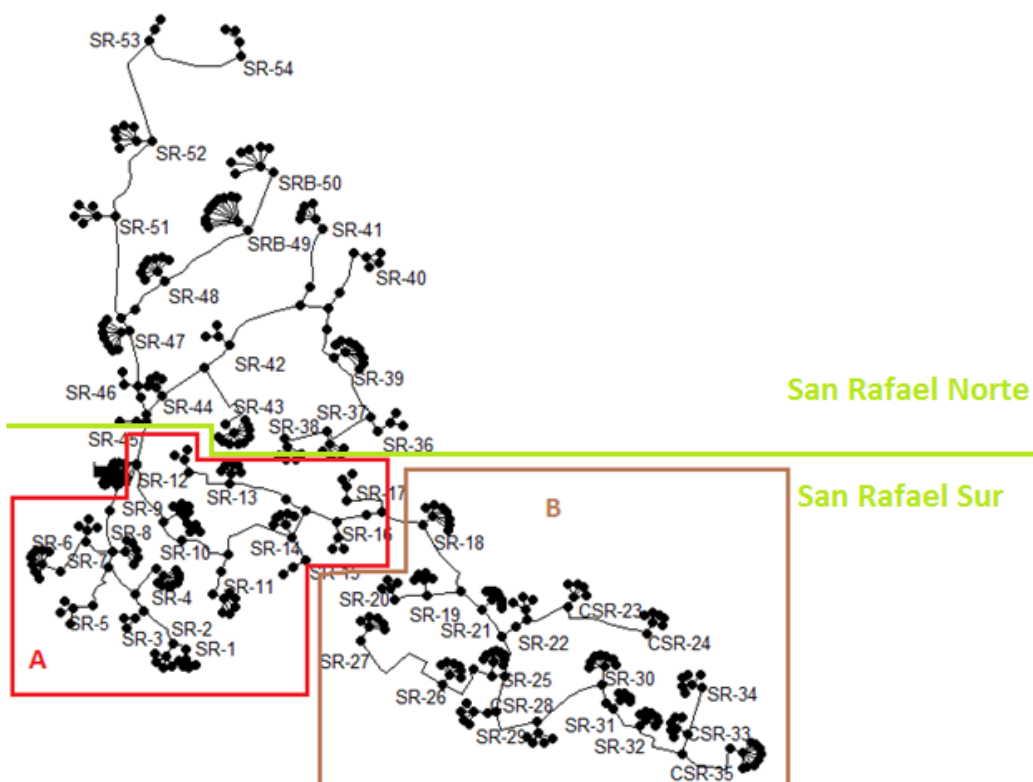 SR-53
SR-54
SR-52
SRB-50
SR-51
SRB-49
SR-41
SR-40
SR-48
SR-47
SR-42
SR-39
SR-46
SR-44
San Rafael Norte
SR-43
SR-37
SR-38
SR-36
SR-45
SR-12
SR-13
SR-17
San Rafael Sur
B
SR-9
SR-16
SR-18
SR-6
SR-8
SR-10
SR-14
SR-7
SR-15
SR-11
SR-4
SR-20
SR-19
CSR-23
SR-5
SR-3
SR-2
SR-21
SR-22
CSR-24
SR-1
A
SR-27
SR-25
SR-30
SR-26
SR-34
CSR-28
SR-31
SR-29
CSR-33
SR-32
CSR-35